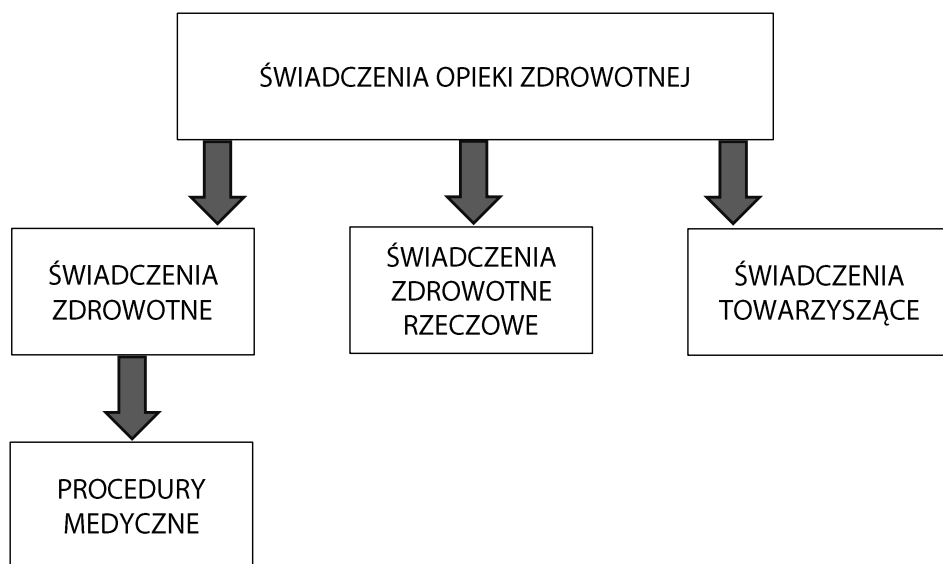 ŚWIADCZENIA OPIEKI ZDROWOTNEJ
ŚWIADCZENIA
ZDROWOTNE
ŚWIADCZENIA
ZDROWOTNE
RZECZOWE
ŚWIADCZENIA
TOWARZYSZĄCE
PROCEDURY
MEDYCZNE